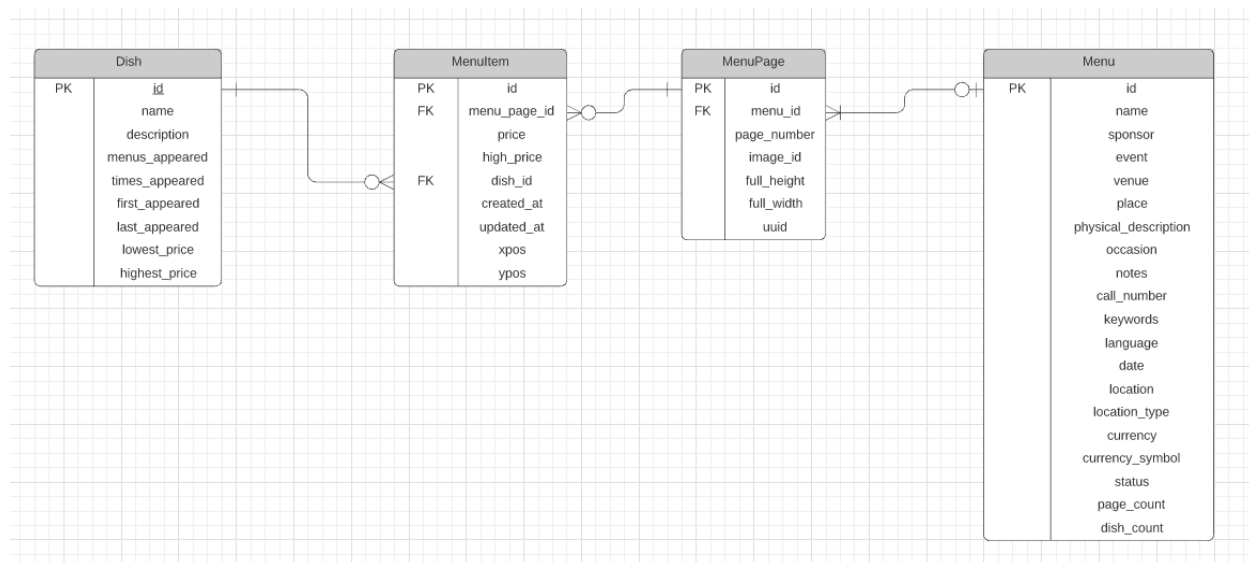 Dish
PK id
name
description
menus_appeared
times_appeared
first_appeared
last_appeared
lowest_price
highest_price
MenuItem
PK id
FK menu_page_id
price
high_price
FK dish_id
created_at
updated_at
xpos
ypos
MenuPage
PK id
FK menu_id
page_number
image_id
full_height
full_width
uuid
Menu
PK id
name
sponsor
event
venue
place
physical_description
occasion
notes
call_number
keywords
language
date
location
location_type
currency
currency_symbol
status
page_count
dish_count